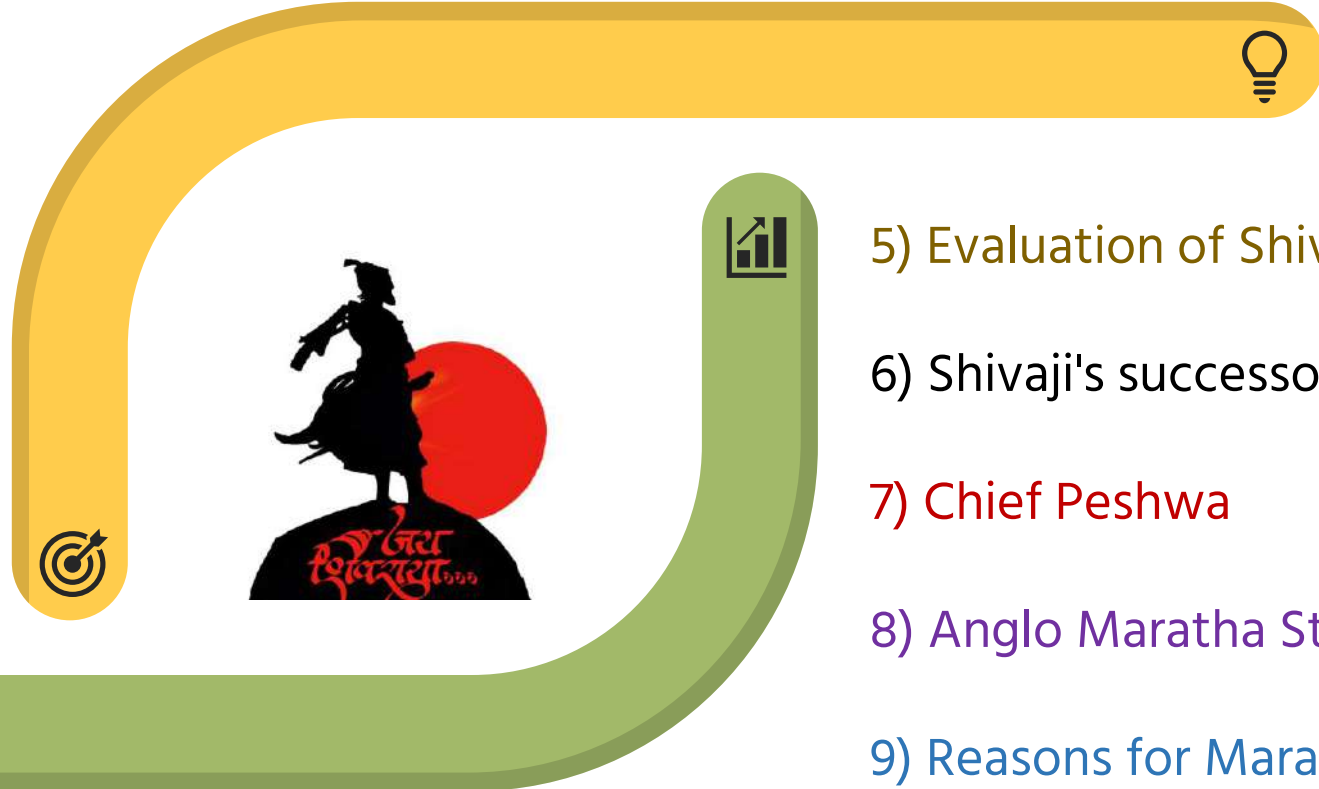 5) Evaluation of Shiv
6) Shivaji's successo
7) Chief Peshwa
8) Anglo Maratha St
9) Reasons for Mara
जय
शिवराया...